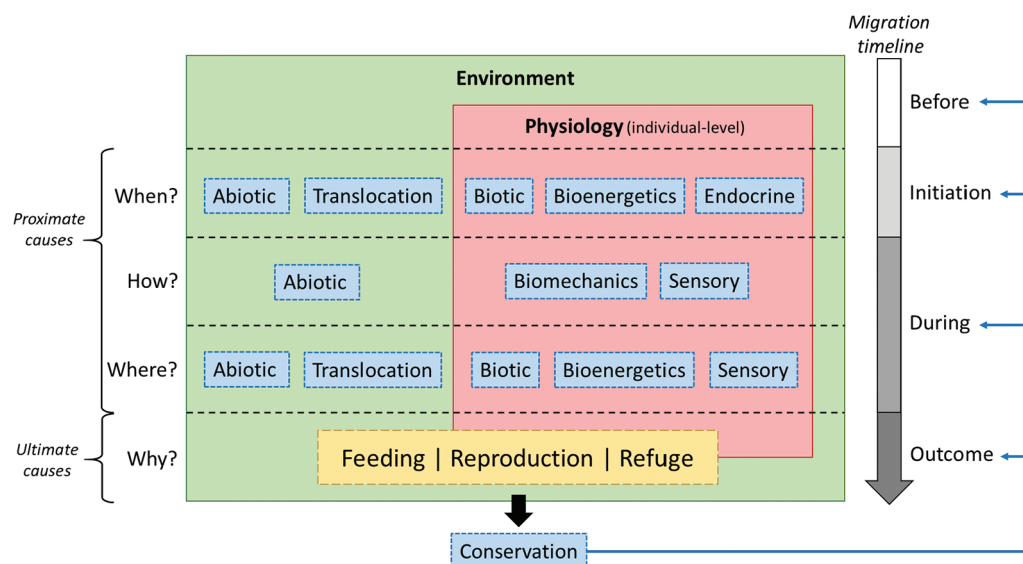 Migration
timeline
Environment
Before
Physiology (individual-level)
When?
Abiotic
Translocation
Biotic
Bioenergetics
Endocrine
Initiation
Proximate
causes
How?
Abiotic
Biomechanics
Sensory
During
Where?
Abiotic
Translocation
Biotic
Bioenergetics
Sensory
Ultimate
causes
Why?
Feeding | Reproduction | Refuge
Outcome
Conservation